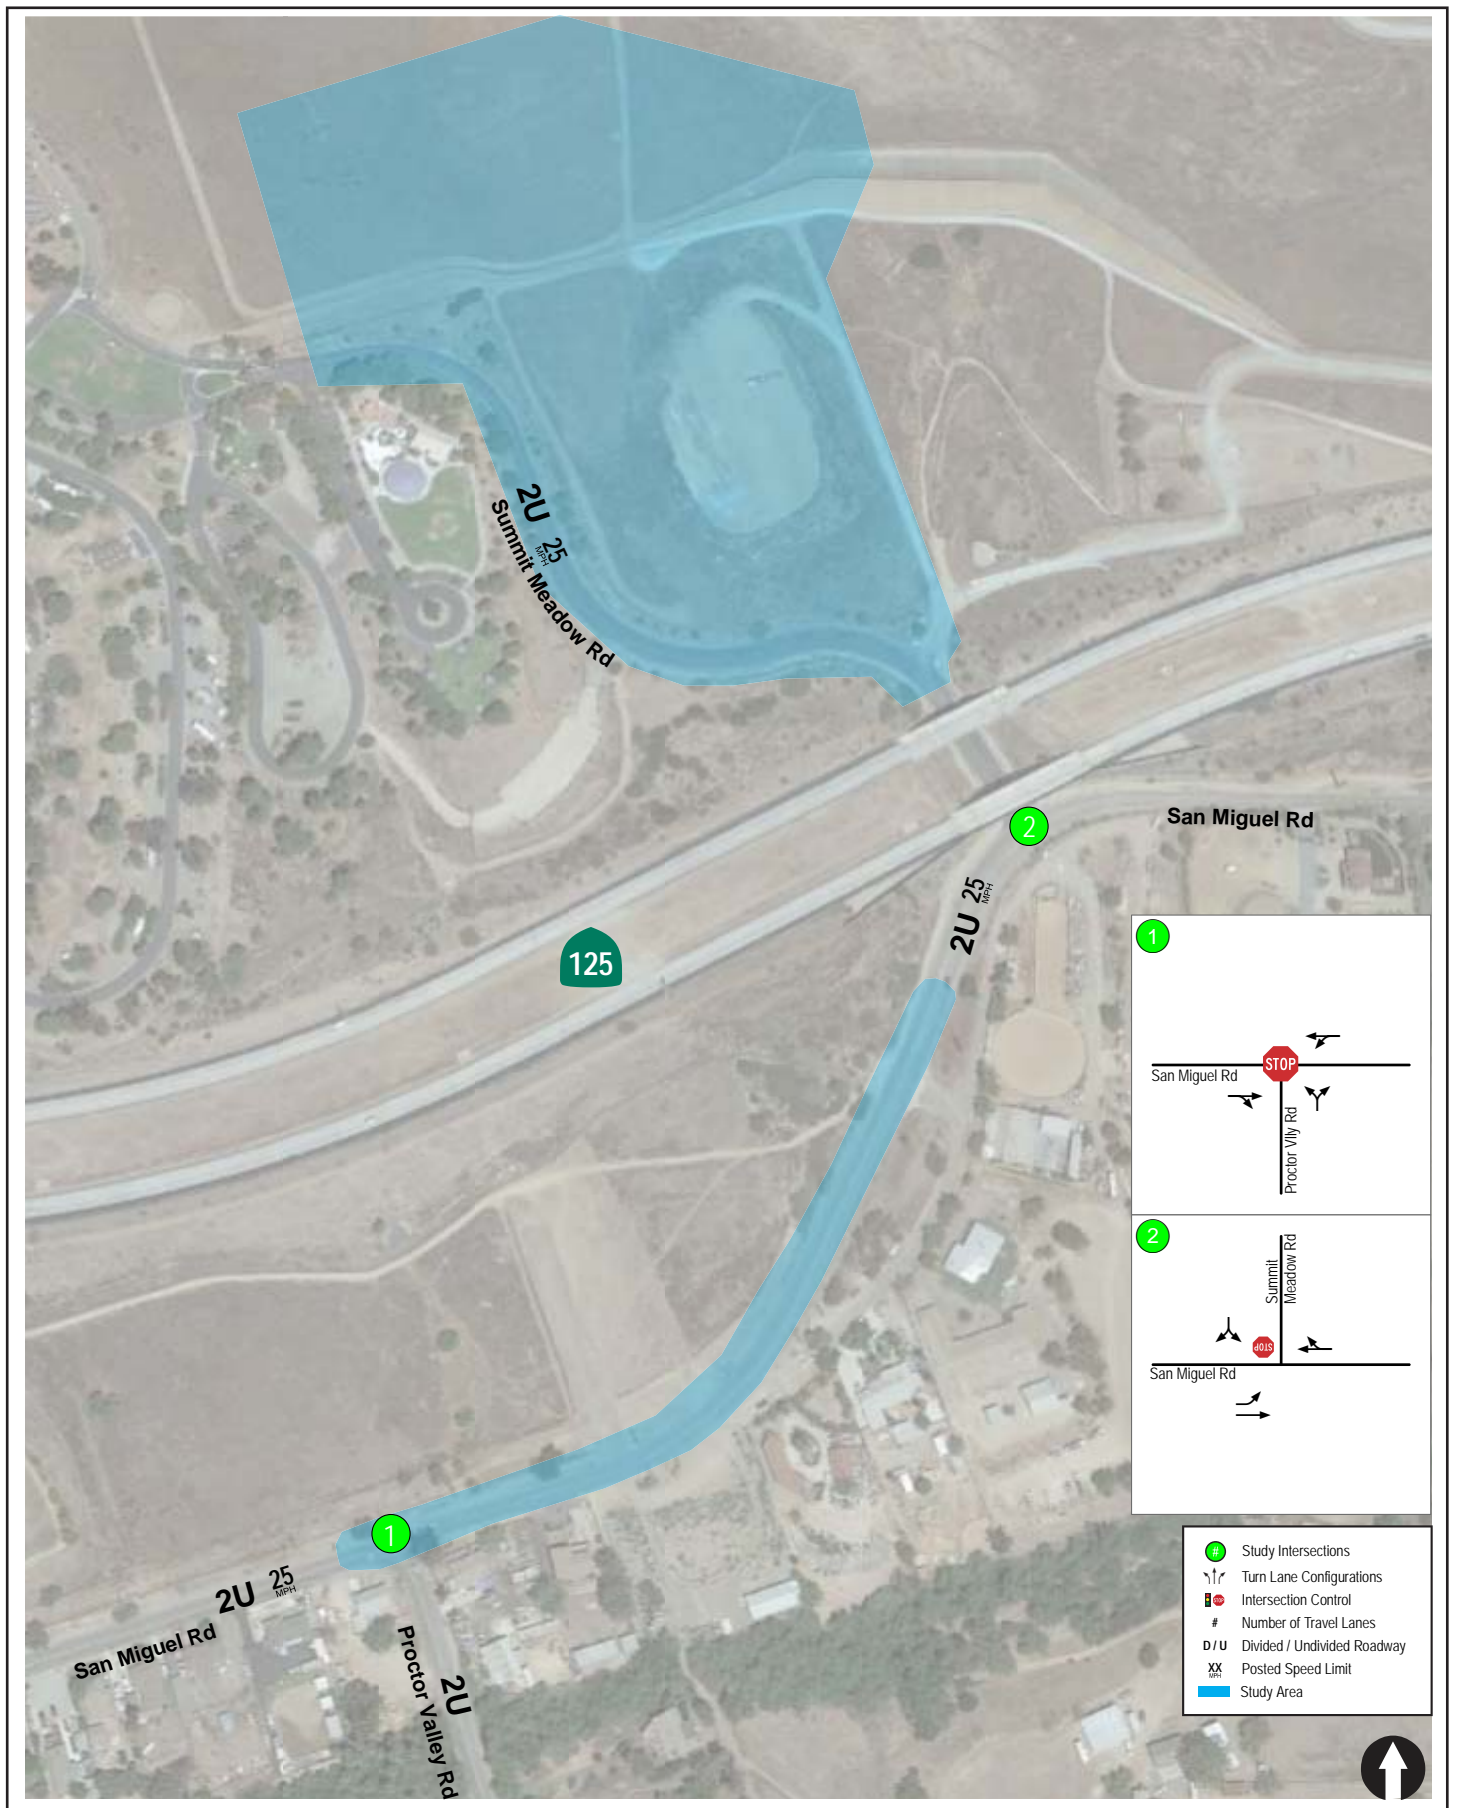 2U 25
MPH
Summit Meadow Rd
2
San Miguel Rd
2U 25
MPH
125
1
STOP
San Miguel Rd
Proctor Vlly Rd
2
Summit
Meadow Rd
STOP
San Miguel Rd
1
2U 25
MPH
San Miguel Rd
Proctor Valley Rd
2U
# Study Intersections
Turn Lane Configurations
STOP Intersection Control
# Number of Travel Lanes
D / U Divided / Undivided Roadway
XX
MPH
Posted Speed Limit
Study Area